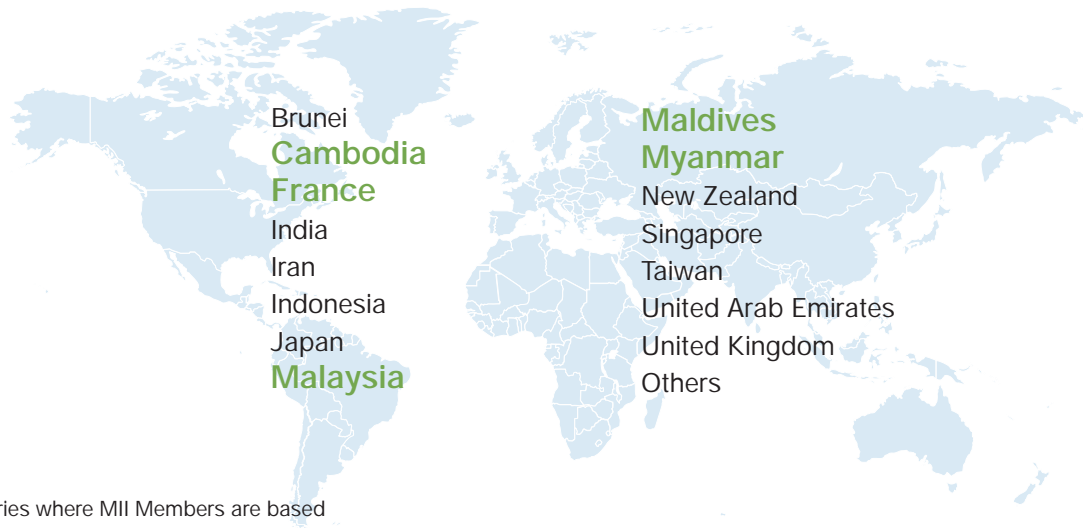 Brunei
Cambodia
France
India
Iran
Indonesia
Japan
Malaysia
Maldives
Myanmar
New Zealand
Singapore
Taiwan
United Arab Emirates
United Kingdom
Others
where MII Members are based